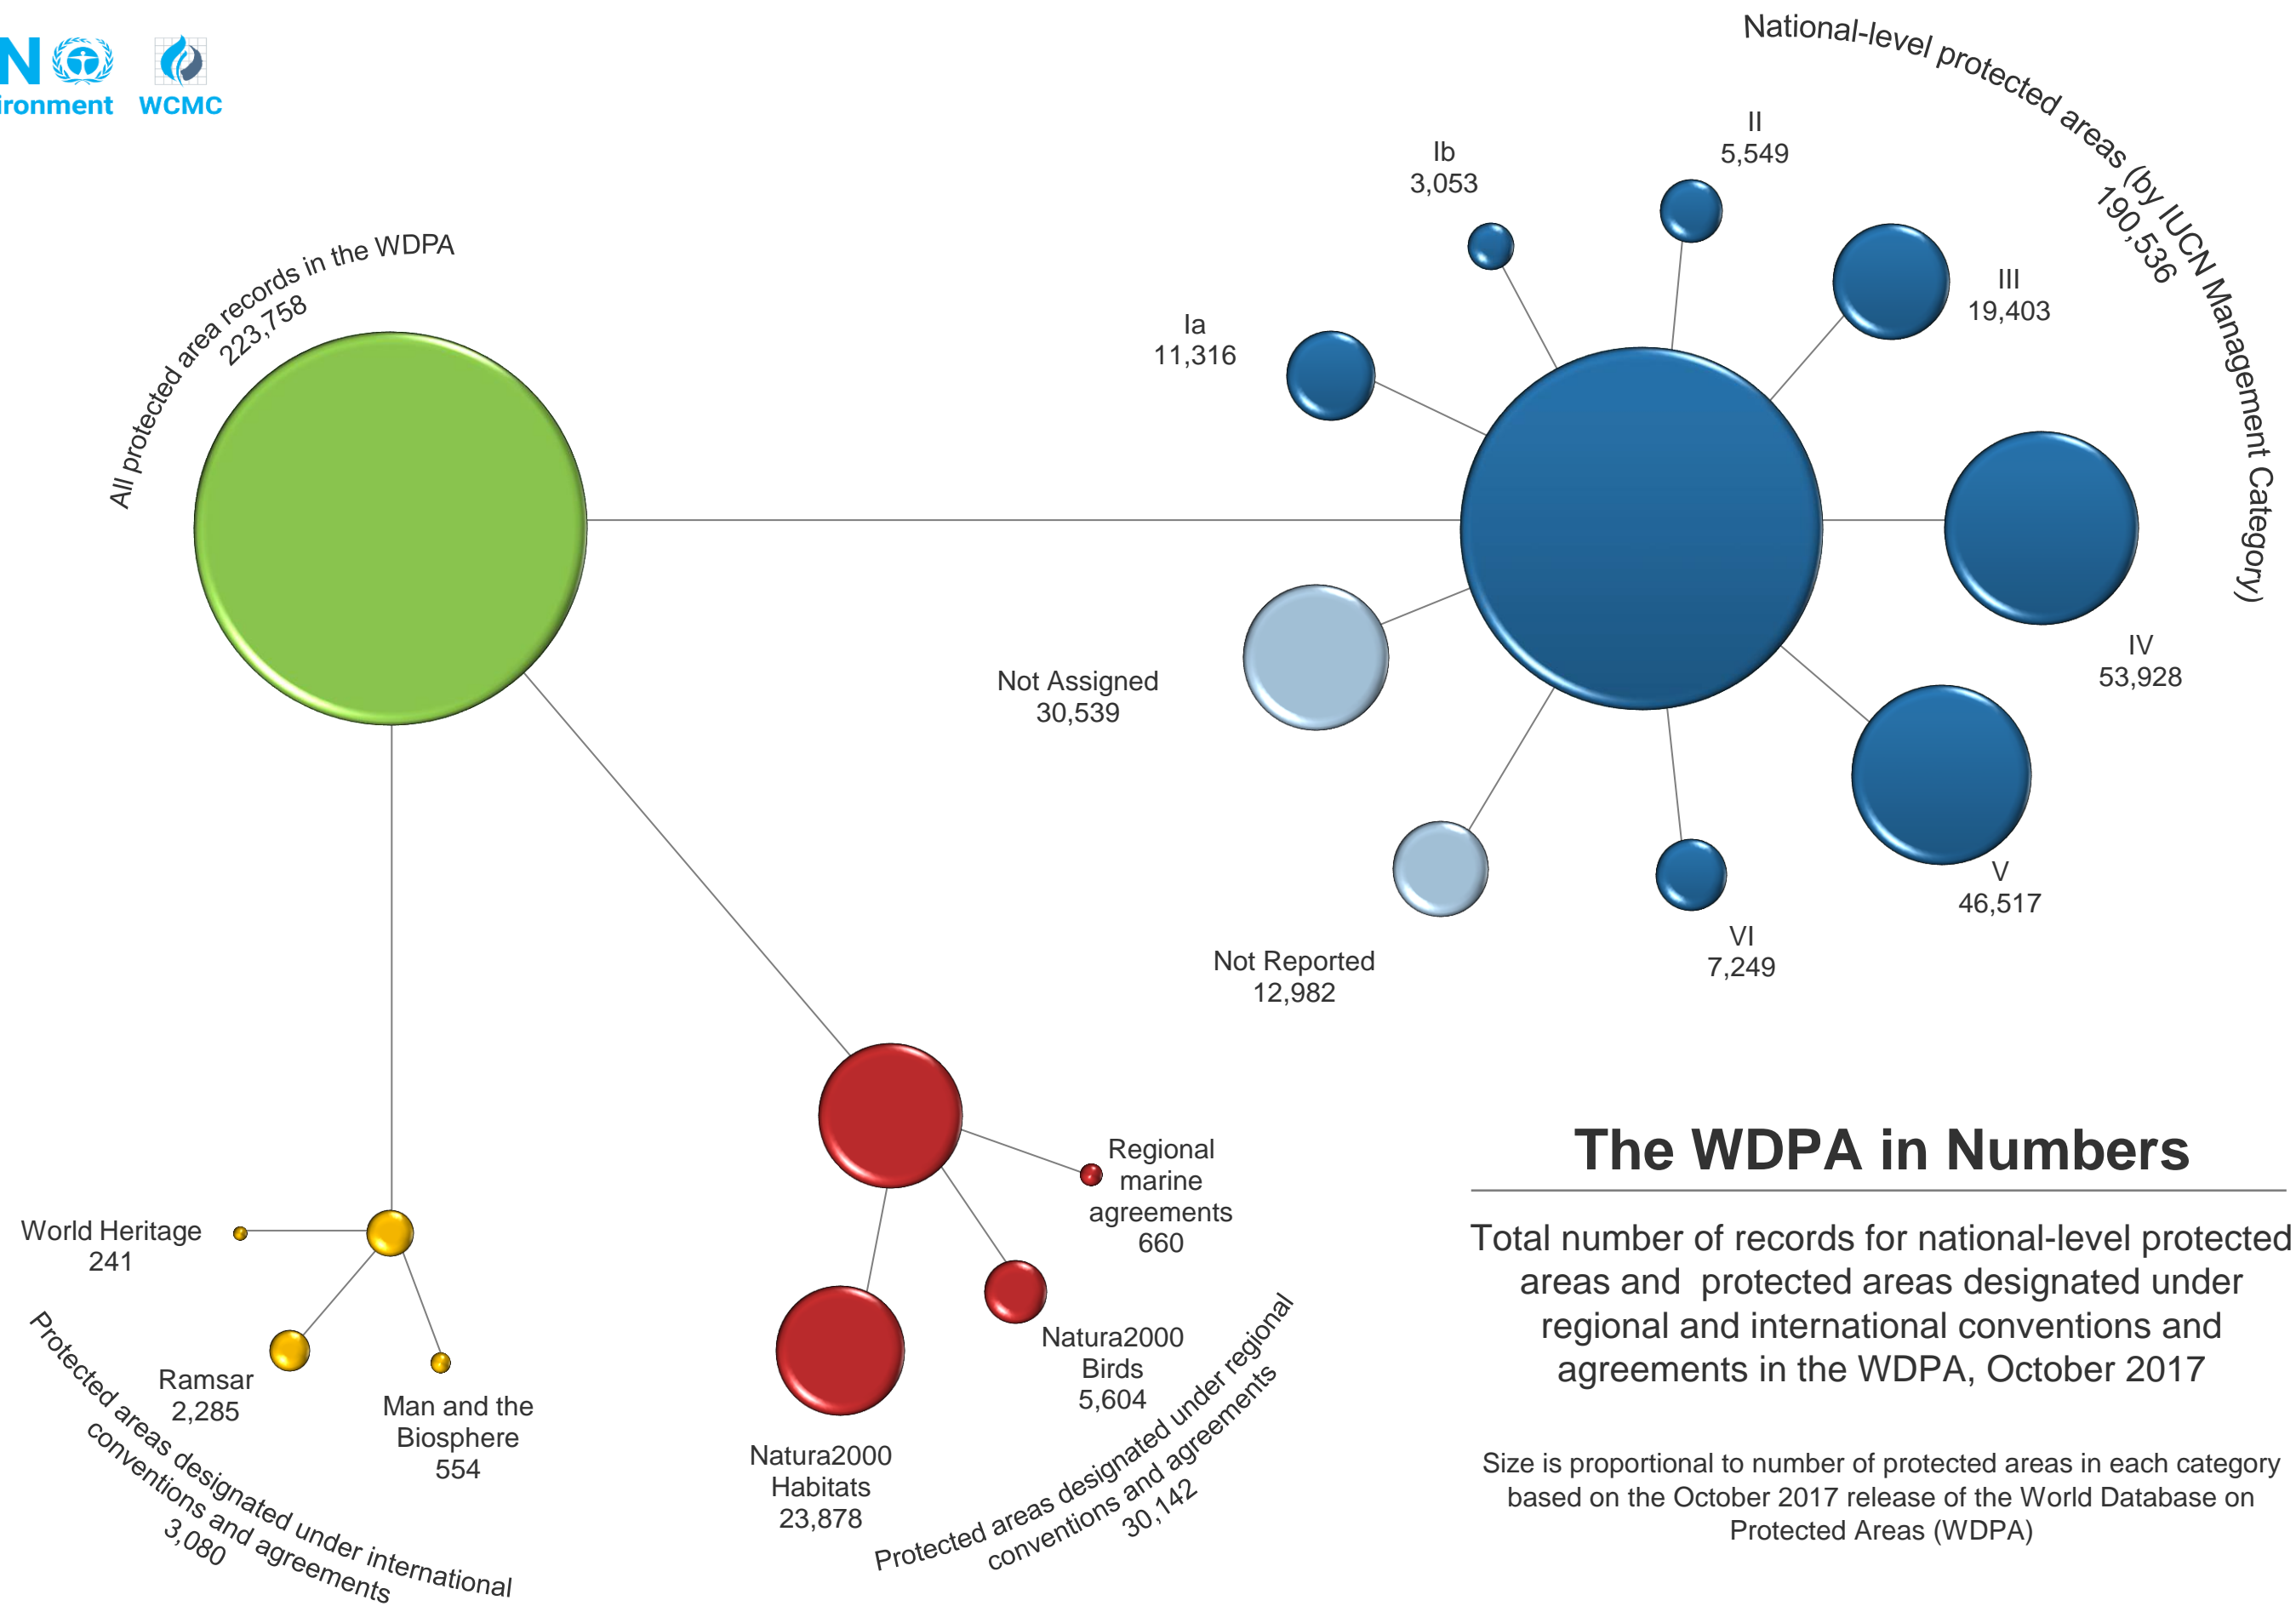 N
ironment
WCMC
National-level protected areas (by IUCN Management Category)
190,536
II
5,549
Ib
3,053
III
19,403
Ia
11,316
All protected area records in the WDPA
223,758
IV
53,928
Not Assigned
30,539
V
46,517
VI
7,249
Not Reported
12,982
The WDPA in Numbers
Total number of records for national-level protected
areas and protected areas designated under
regional and international conventions and
agreements in the WDPA, October 2017
Size is proportional to number of protected areas in each category
based on the October 2017 release of the World Database on
Protected Areas (WDPA)
Regional
marine
agreements
660
Natura2000
Birds
5,604
Natura2000
Habitats
23,878
Protected areas designated under regional
conventions and agreements
30,142
World Heritage
241
Ramsar
2,285
Man and the
Biosphere
554
Protected areas designated under international
conventions and agreements
3,080